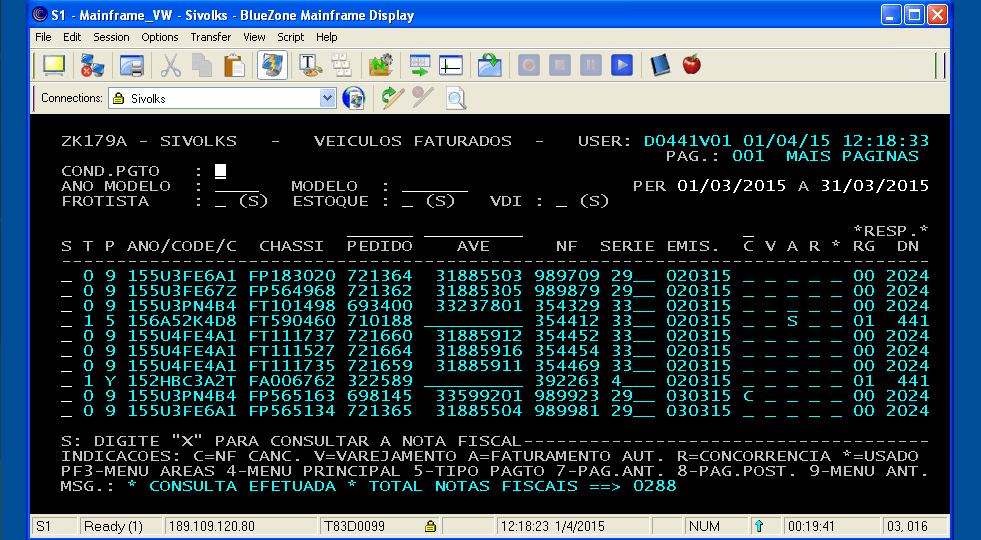 S1 - Mainframe_VW - Sivolks - BlueZone Mainframe Display
File Edit Session Options Transfer View Script Help
Connections: Sivolks
ZK179A - SIVOLKS - VEICULOS FATURADOS - USER: D0441V01 01/04/15 12:18:33
PAG.: 001 MAIS PAGINAS
COND.PGTO : _
ANO MODELO : ____ MODELO : ______ PER 01/03/2015 A 31/03/2015
FROTISTA : _ (S) ESTOQUE : _ (S) VDI : _ (S)
______ _________ _ *RESP.*
S T P ANO/CODE/C CHASSI PEDIDO AVE NF SERIE EMIS. C V A R * RG DN
-------------------------------------------------------------------------------
_ 0 9 155U3FE6A1 FP183020 721364 31885503 989709 29__ 020315 _ _ _ _ _ 00 2024
_ 0 9 155U3FE67Z FP564968 721362 31885305 989879 29__ 020315 _ _ _ _ _ 00 2024
_ 0 9 155U3PN4B4 FT101498 693400 33237801 354329 33__ 020315 _ _ _ _ _ 00 2024
_ 1 5 156A52K4D8 FT590460 710188 _________ 354412 33__ 020315 _ _ S _ _ 01 441
_ 0 9 155U4FE4A1 FT111737 721660 31885912 354452 33__ 020315 _ _ _ _ _ 00 2024
_ 0 9 155U4FE4A1 FT111527 721664 31885916 354454 33__ 020315 _ _ _ _ _ 00 2024
_ 0 9 155U4FE4A1 FT111735 721659 31885911 354469 33__ 020315 _ _ _ _ _ 00 2024
_ 1 Y 152HBC3A2T FA006762 322589 _________ 392263 4___ 020315 _ _ _ _ _ 01 441
_ 0 9 155U3PN4B4 FP565163 698145 33599201 989923 29__ 030315 C _ _ _ _ 00 2024
_ 0 9 155U3FE6A1 FP565134 721365 31885504 989981 29__ 030315 _ _ _ _ _ 00 2024
S: DIGITE "X" PARA CONSULTAR A NOTA FISCAL-------------------------------------
INDICACOES: C=NF CANC. V=VAREJAMENTO A=FATURAMENTO AUT. R=CONCORRENCIA *=USADO
PF3-MENU AREAS 4-MENU PRINCIPAL 5-TIPO PAGTO 7-PAG.ANT. 8-PAG.POST. 9-MENU ANT.
MSG.: * CONSULTA EFETUADA * TOTAL NOTAS FISCAIS ==> 0288
S1 Ready (1) 189.109.120.80 T83D0099 12:18:23 1/4/2015 NUM 00:19:41 03, 016